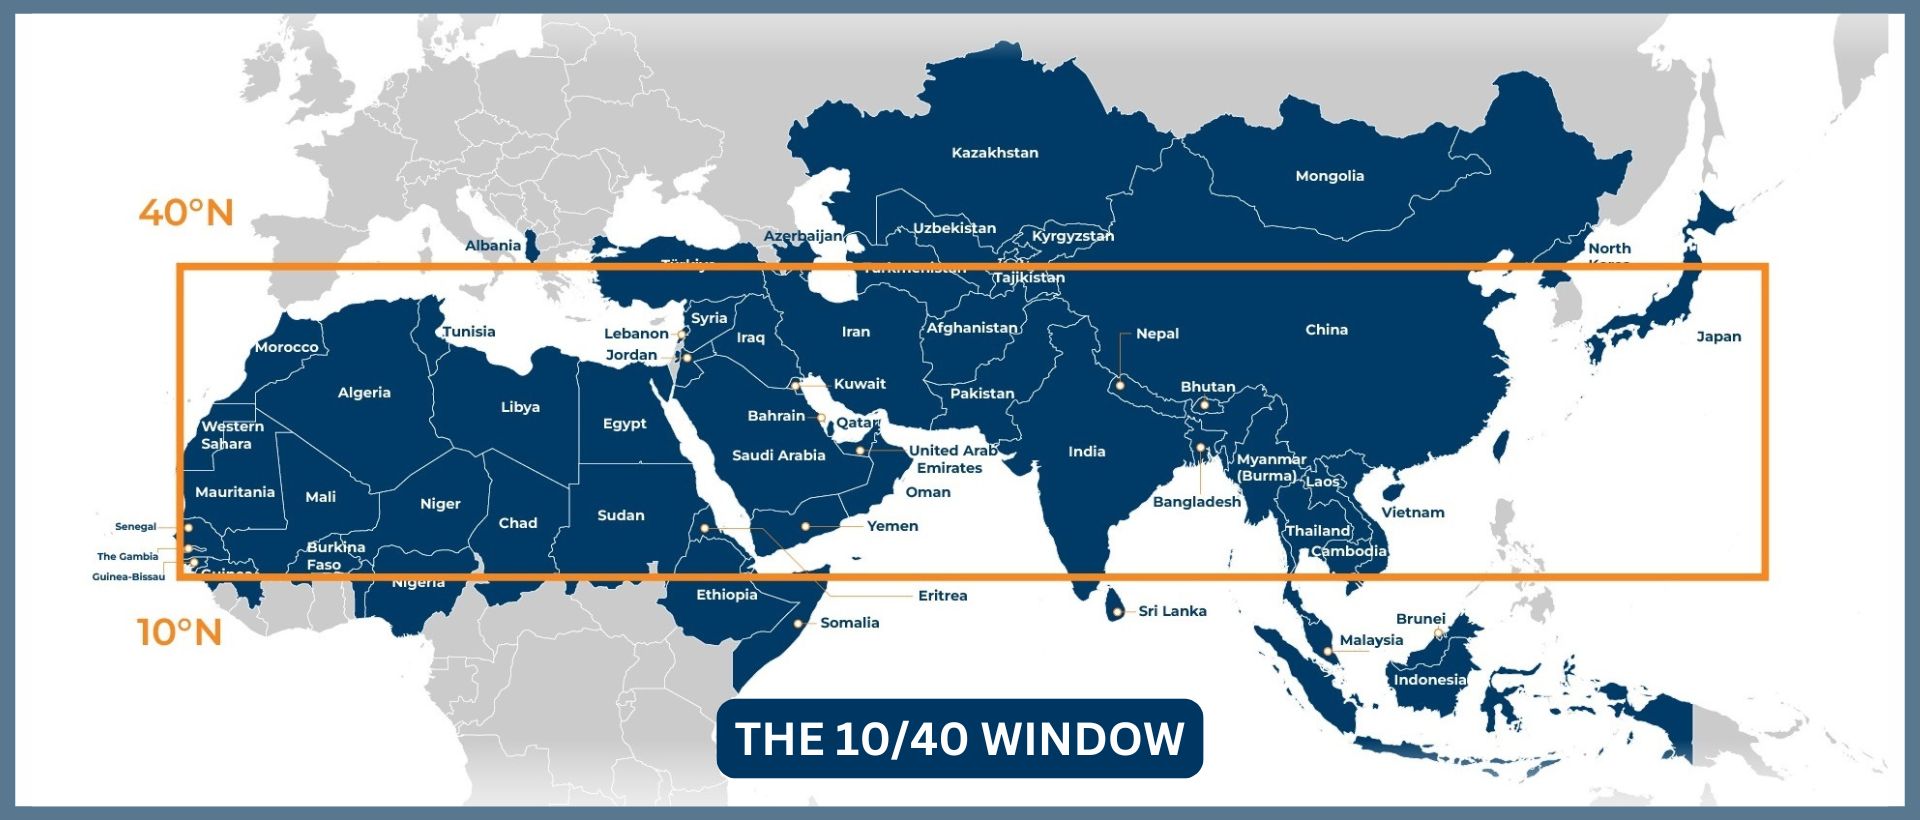 Kazakhstan
Mongolia
40°N
Uzbekistan
Kyrgyzstan
Azerbaijan
Albania
North
Korea
Türkiye
Turkmenistan
Tajikistan
Syria
Tunisia
Lebanon
Iraq
Iran
Afghanistan
Nepal
China
Japan
Morocco
Jordan
Algeria
Kuwait
Pakistan
Bhutan
Libya
Egypt
Bahrain
Qatar
Western
Sahara
Saudi Arabia
United Arab
Emirates
India
Myanmar
(Burma)
Laos
Mauritania
Mali
Niger
Chad
Sudan
Oman
Bangladesh
Vietnam
Senegal
Yemen
Thailand
The Gambia
Burkina
Faso
Cambodia
Guinea-Bissau
Guinea
Nigeria
Ethiopia
Eritrea
Sri Lanka
Somalia
Brunei
10°N
Malaysia
Indonesia
THE 10/40 WINDOW